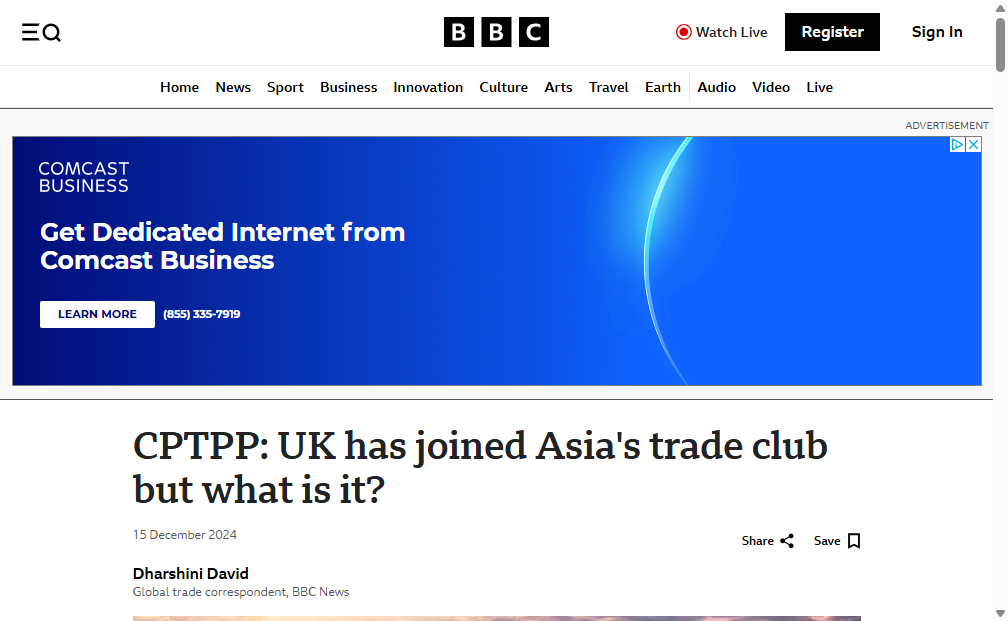 BBC
Watch Live
Register
Sign In
Home News Sport Business Innovation Culture Arts Travel Earth Audio Video Live
ADVERTISEMENT
COMCAST
BUSINESS
Get Dedicated Internet from
Comcast Business
LEARN MORE (855) 335-7919
CPTPP: UK has joined Asia's trade club
but what is it?
15 December 2024
Share Save
Dharshini David
Global trade correspondent, BBC News